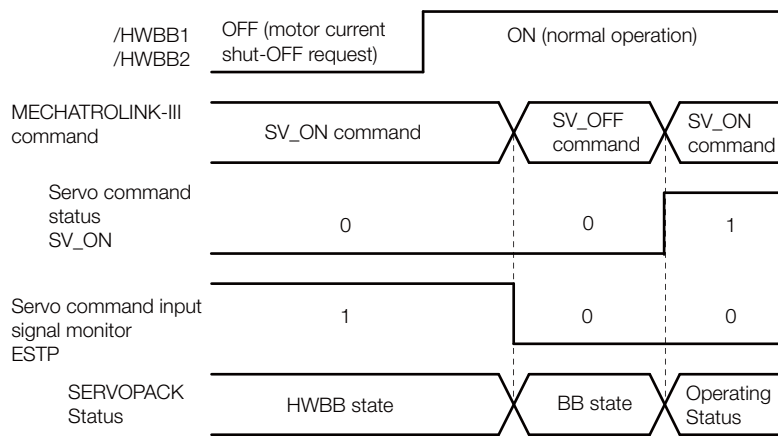 /HWBB1
/HWBB2
OFF (motor current
shut-OFF request)
ON (normal operation)
MECHATROLINK-III
command
SV_ON command
SV_OFF
command
SV_ON
command
Servo command
status
SV_ON
0
0
1
Servo command input
signal monitor
ESTP
1
0
0
SERVOPACK
Status
HWBB state
BB state
Operating
Status